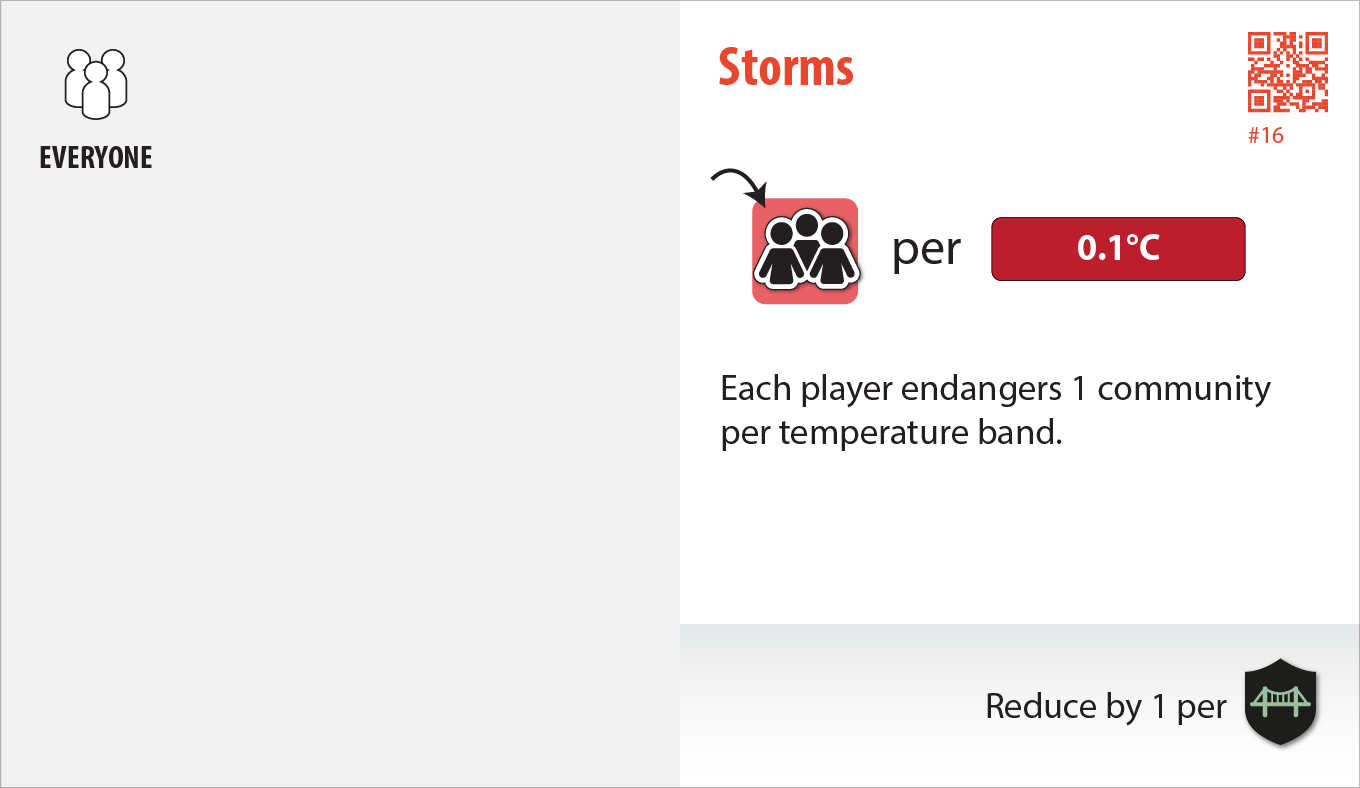 EVERYONE
Storms
#16
per
0.1°C
Each player endangers 1 community
per temperature band.
Reduce by 1 per